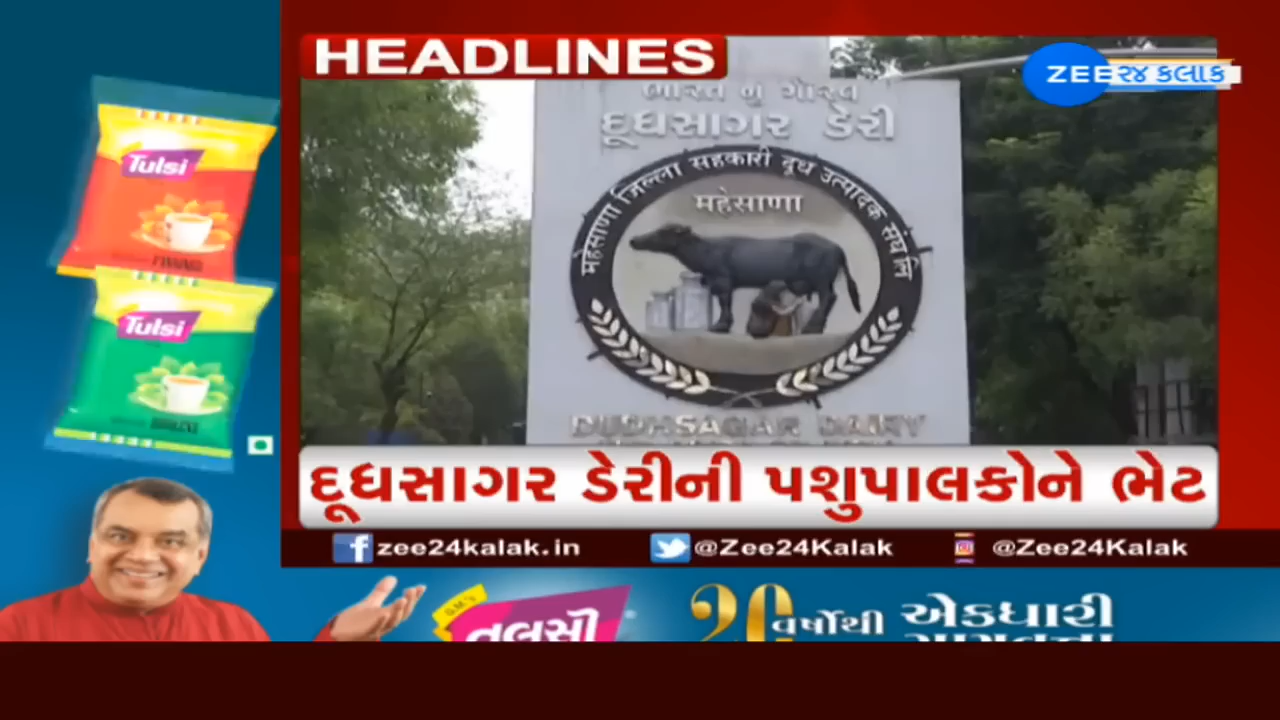 HEADLINES
ZEE ૨૪ કલાક
ભારત નુ ગૌરવ
દૂધસાગર ડેરી
મહેસાણા જિલ્લા સહકારી દૂધ ઉત્પાદક સંઘ લિ
મહેસાણા
DUDHSAGAR DAIRY
દૂધસાગર ડેરીની પશુપાલકોને ભેટ
zee24kalak.in
@Zee24Kalak
@Zee24Kalak
Tulsi
Tulsi
G.M.'s
તુલસી
20 વર્ષોથી એકધારી